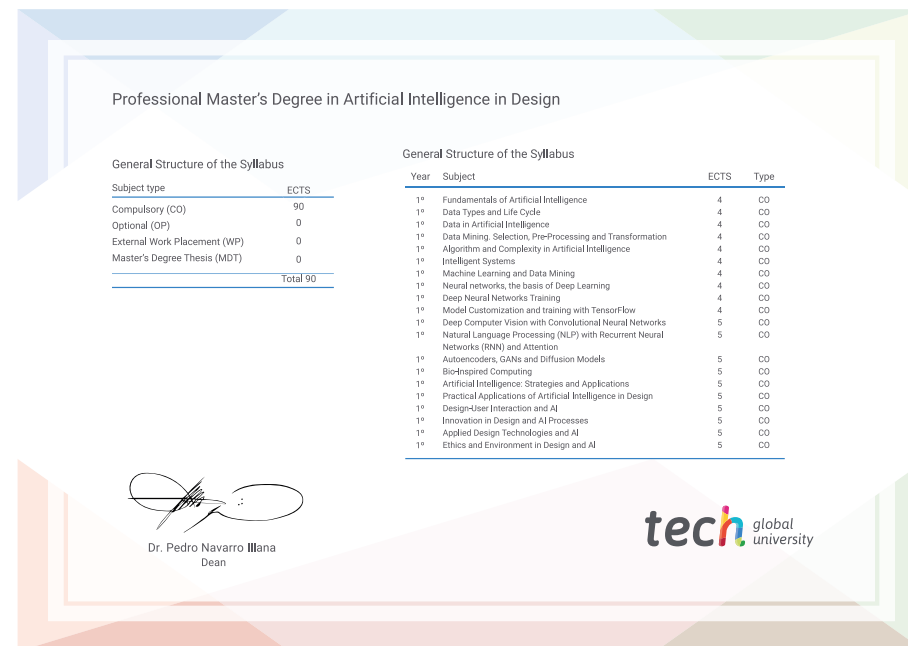 Professional Master's Degree in Artificial Intelligence in Design
General Structure of the Syllabus
Subject type ECTS
Compulsory (CO) 90
Optional (OP) 0
External Work Placement (WP) 0
Master's Degree Thesis (MDT) 0
Total 90
General Structure of the Syllabus
Year Subject ECTS Type
1º Fundamentals of Artificial Intelligence 4 CO
1º Data Types and Life Cycle 4 CO
1º Data in Artificial Intelligence 4 CO
1º Data Mining. Selection, Pre-Processing and Transformation 4 CO
1º Algorithm and Complexity in Artificial Intelligence 4 CO
1º Intelligent Systems 4 CO
1º Machine Learning and Data Mining 4 CO
1º Neural networks, the basis of Deep Learning 4 CO
1º Deep Neural Networks Training 4 CO
1º Model Customization and training with TensorFlow 4 CO
1º Deep Computer Vision with Convolutional Neural Networks 5 CO
1º Natural Language Processing (NLP) with Recurrent Neural 5 CO
Networks (RNN) and Attention
1º Autoencoders, GANs and Diffusion Models 5 CO
1º Bio-Inspired Computing 5 CO
1º Artificial Intelligence: Strategies and Applications 5 CO
1º Practical Applications of Artificial Intelligence in Design 5 CO
1º Design-User Interaction and AI 5 CO
1º Innovation in Design and AI Processes 5 CO
1º Applied Design Technologies and AI 5 CO
1º Ethics and Environment in Design and AI 5 CO
Dr. Pedro Navarro Illana
Dean
tech global
university